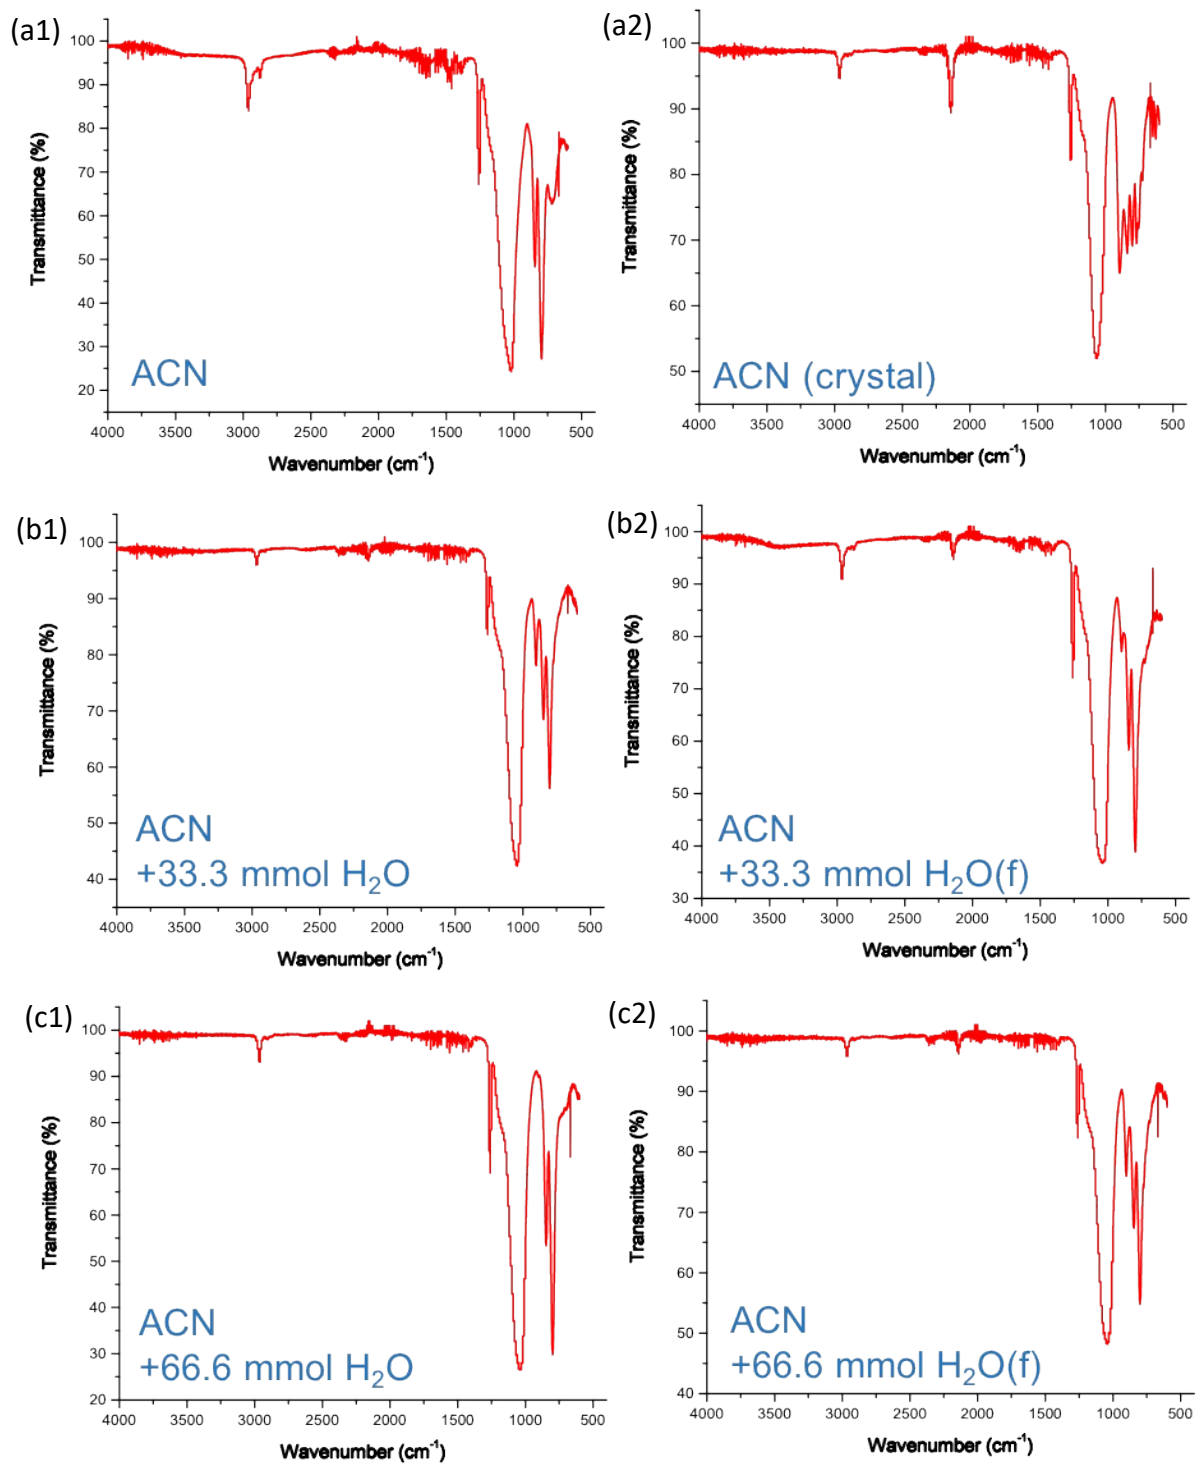 (a1)
100
90
80
70
60
50
40
30
20
Transmittance (%)
ACN
4000 3500 3000 2500 2000 1500 1000 500
Wavenumber (cm⁻¹)
(a2)
100
90
80
70
60
50
Transmittance (%)
ACN (crystal)
4000 3500 3000 2500 2000 1500 1000 500
Wavenumber (cm⁻¹)
(b1)
100
90
80
70
60
50
40
Transmittance (%)
ACN
+33.3 mmol H₂O
4000 3500 3000 2500 2000 1500 1000 500
Wavenumber (cm⁻¹)
(b2)
100
90
80
70
60
50
40
30
Transmittance (%)
ACN
+33.3 mmol H₂O(f)
4000 3500 3000 2500 2000 1500 1000 500
Wavenumber (cm⁻¹)
(c1)
100
90
80
70
60
50
40
30
20
Transmittance (%)
ACN
+66.6 mmol H₂O
4000 3500 3000 2500 2000 1500 1000 500
Wavenumber (cm⁻¹)
(c2)
100
90
80
70
60
50
40
Transmittance (%)
ACN
+66.6 mmol H₂O(f)
4000 3500 3000 2500 2000 1500 1000 500
Wavenumber (cm⁻¹)